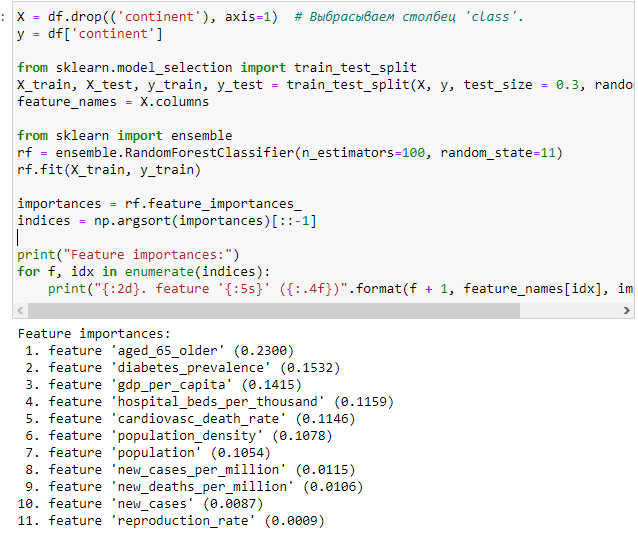 : X = df.drop(('continent'), axis=1)  # Выбрасываем столбец 'class'.
y = df['continent']
from sklearn.model_selection import train_test_split
X_train, X_test, y_train, y_test = train_test_split(X, y, test_size = 0.3, rando
feature_names = X.columns
from sklearn import ensemble
rf = ensemble.RandomForestClassifier(n_estimators=100, random_state=11)
rf.fit(X_train, y_train)
importances = rf.feature_importances_
indices = np.argsort(importances)[::-1]
print("Feature importances:")
for f, idx in enumerate(indices):
    print("{:2d}. feature '{:5s}' ({:.4f})".format(f + 1, feature_names[idx], im
Feature importances:
 1. feature 'aged_65_older' (0.2300)
 2. feature 'diabetes_prevalence' (0.1532)
 3. feature 'gdp_per_capita' (0.1415)
 4. feature 'hospital_beds_per_thousand' (0.1159)
 5. feature 'cardiovasc_death_rate' (0.1146)
 6. feature 'population_density' (0.1078)
 7. feature 'population' (0.1054)
 8. feature 'new_cases_per_million' (0.0115)
 9. feature 'new_deaths_per_million' (0.0106)
10. feature 'new_cases' (0.0087)
11. feature 'reproduction_rate' (0.0009)